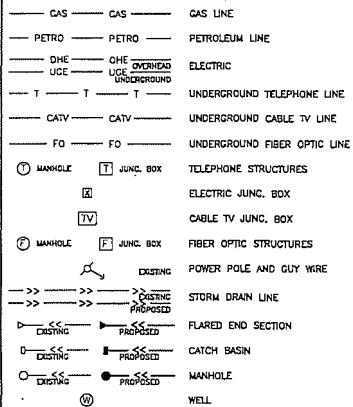 GAS GAS GAS LINE
PETRO PETRO PETROLEUM LINE
OHE OHE OVERHEAD ELECTRIC
UGE UGE UNDERGROUND
T T T UNDERGROUND TELEPHONE LINE
CATV CATV UNDERGROUND CABLE TV LINE
FO FO UNDERGROUND FIBER OPTIC LINE
T MANHOLE T JUNC. BOX TELEPHONE STRUCTURES
X ELECTRIC JUNC. BOX
TV CABLE TV JUNC. BOX
F MANHOLE F JUNC. BOX FIBER OPTIC STRUCTURES
EXISTING POWER POLE AND GUY WIRE
>> >> >> EXISTING STORM DRAIN LINE
>> >> >> PROPOSED
<< EXISTING << PROPOSED FLARED END SECTION
<< EXISTING << PROPOSED CATCH BASIN
<< EXISTING << PROPOSED MANHOLE
W WELL